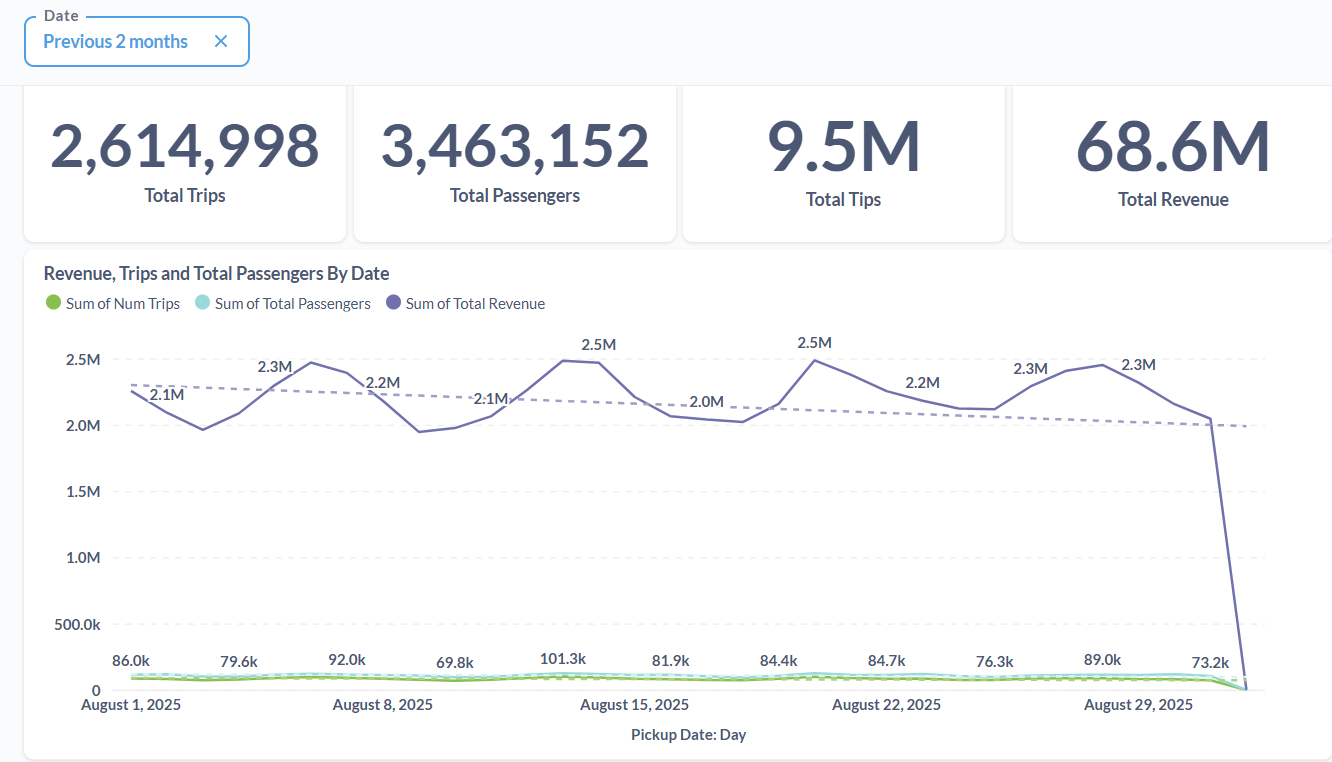 Date
Previous 2 months
2,614,998
Total Trips
3,463,152
Total Passengers
9.5M
Total Tips
68.6M
Total Revenue
Revenue, Trips and Total Passengers By Date
Sum of Num Trips Sum of Total Passengers Sum of Total Revenue
2.5M
2.0M
1.5M
1.0M
500.0k
0
2.1M 2.3M 2.2M 2.1M 2.5M 2.0M 2.5M 2.2M 2.3M 2.3M
86.0k 79.6k 92.0k 69.8k 101.3k 81.9k 84.4k 84.7k 76.3k 89.0k 73.2k
August 1, 2025 August 8, 2025 August 15, 2025 August 22, 2025 August 29, 2025
Pickup Date: Day